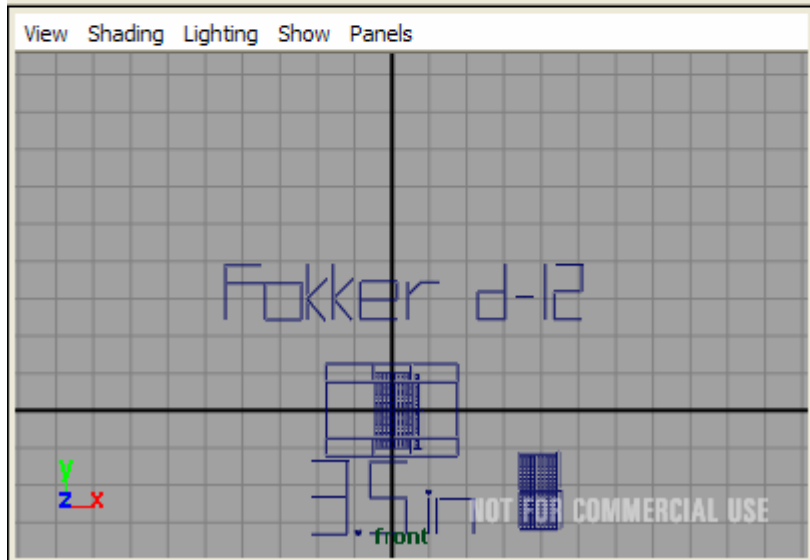 View Shading Lighting Show Panels
Fokker d-12
3.5in
NOT FOR COMMERCIAL USE
front
y
z x